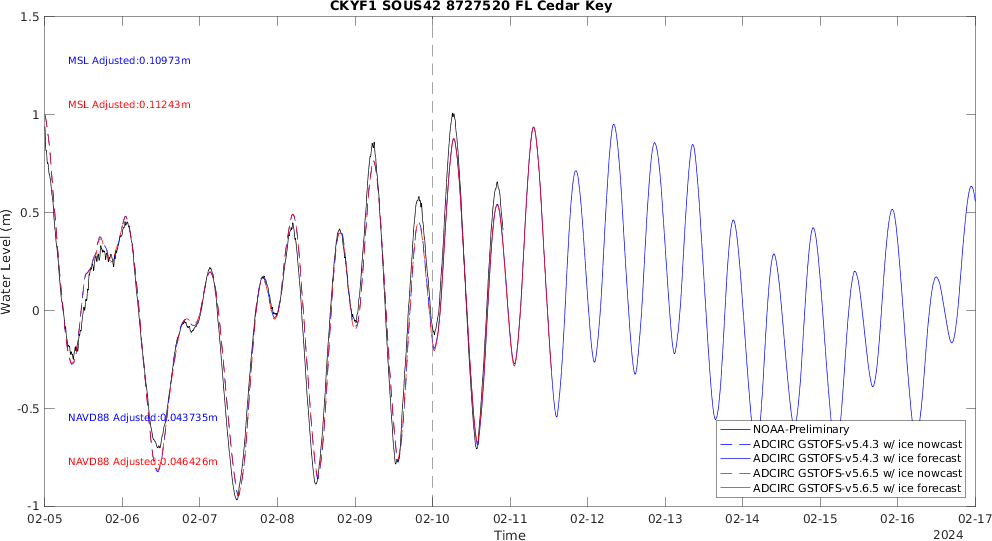 CKYF1 SOUS42 8727520 FL Cedar Key
1.5
MSL Adjusted:0.10973m
MSL Adjusted:0.11243m
1
0.5
Water Level (m)
0
-0.5
NAVD88 Adjusted:0.043735m
NAVD88 Adjusted:0.046426m
NOAA-Preliminary
ADCIRC GSTOFS-v5.4.3 w/ ice nowcast
ADCIRC GSTOFS-v5.4.3 w/ ice forecast
ADCIRC GSTOFS-v5.6.5 w/ ice nowcast
ADCIRC GSTOFS-v5.6.5 w/ ice forecast
-1
02-05 02-06 02-07 02-08 02-09 02-10 02-11 02-12 02-13 02-14 02-15 02-16 02-17
Time
2024